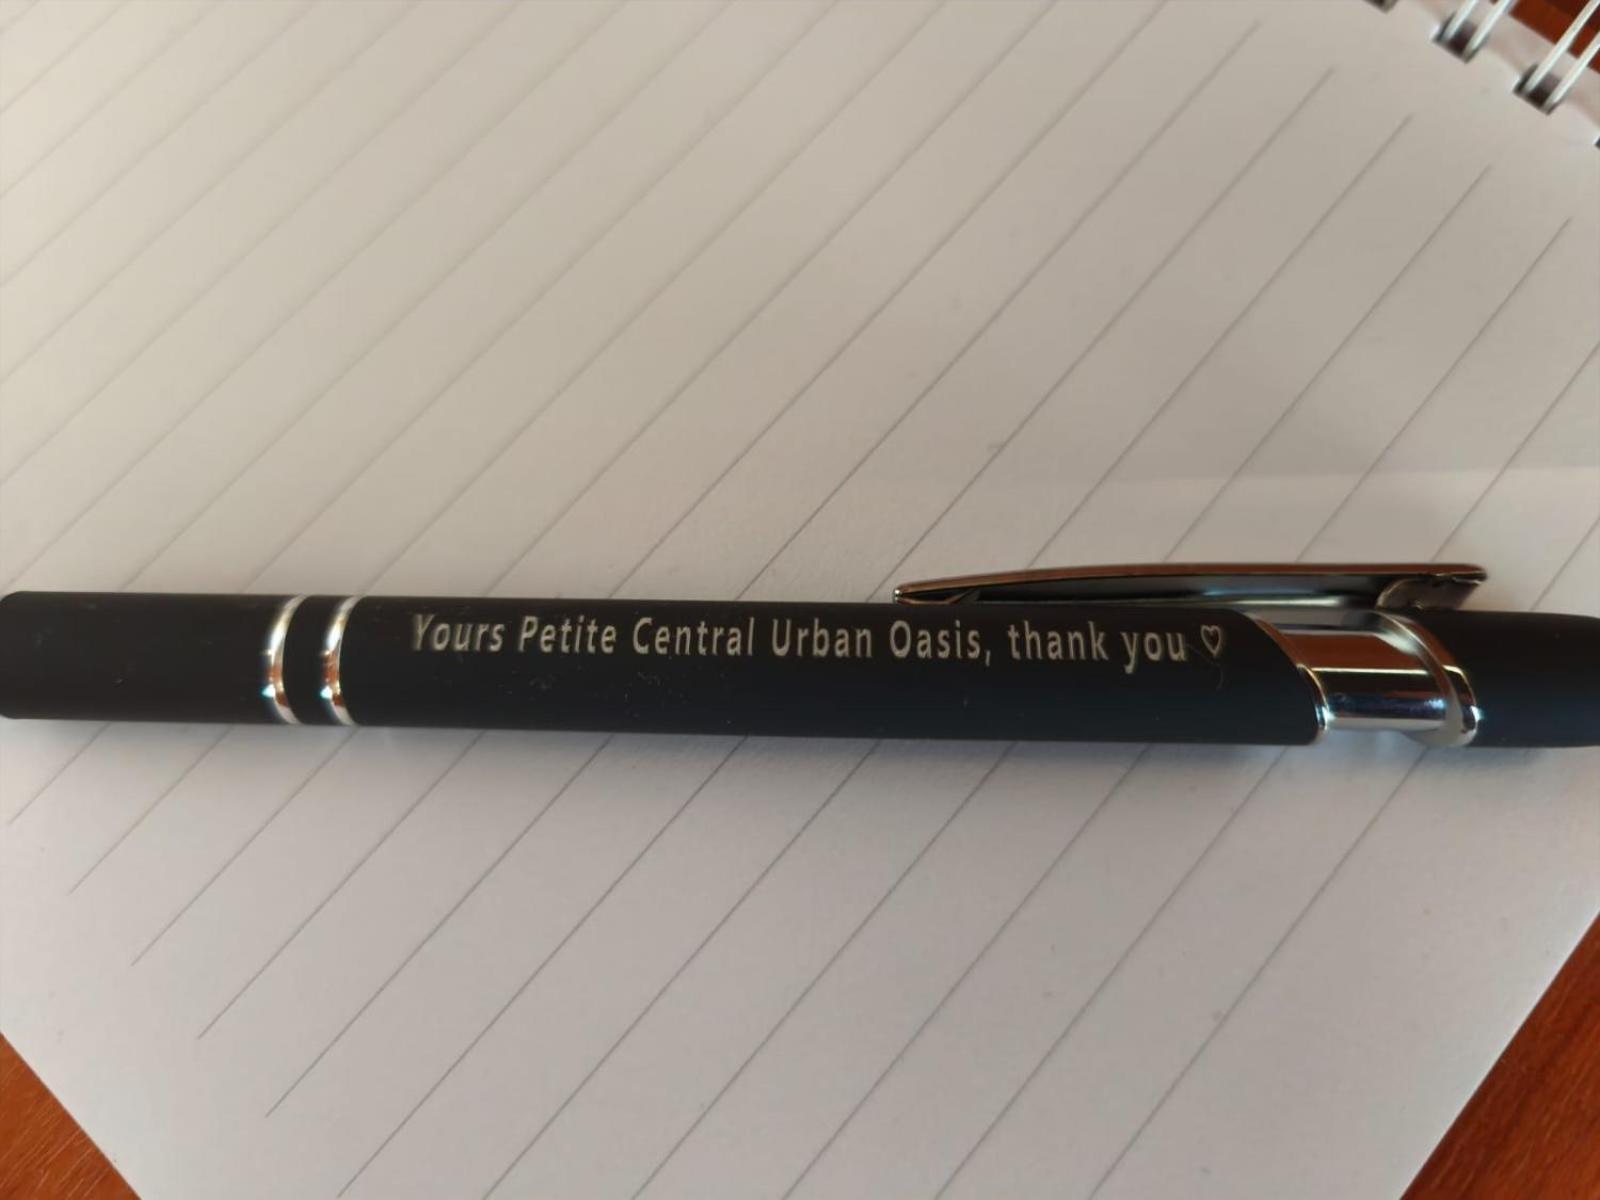 Yours Petite Central Urban Oasis, thank you ♡